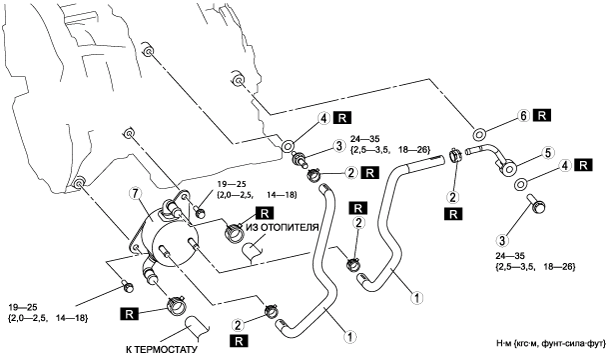 ④ R
③ 24—35
{2,5—3,5, 18—26}
② R
⑥ R
⑤
④ R
② R
③
24—35
{2,5—3,5, 18—26}
⑦
19—25
{2,0—2,5, 14—18}
R
ИЗ ОТОПИТЕЛЯ
R
②
①
19—25
{2,0—2,5, 14—18}
R
② R
①
К ТЕРМОСТАТУ
Н·м {кгс·м, фунт-сила·фут}